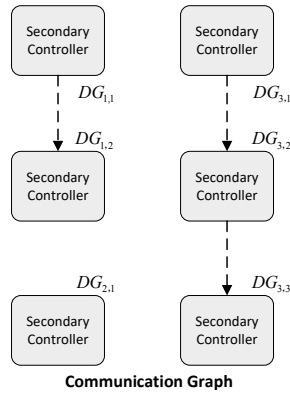 Secondary
Controller
Secondary
Controller
DG1,1
DG3,1
DG1,2
DG3,2
Secondary
Controller
Secondary
Controller
DG2,1
DG3,3
Secondary
Controller
Secondary
Controller
Communication Graph